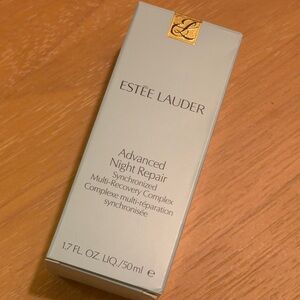 ESTĒE LAUDER
Advanced
Night Repair
Synchronized
Multi-Recovery Complex
Complexe multi-réparation
synchronisée
1.7 FL. OZ. LIQ./50 ml e